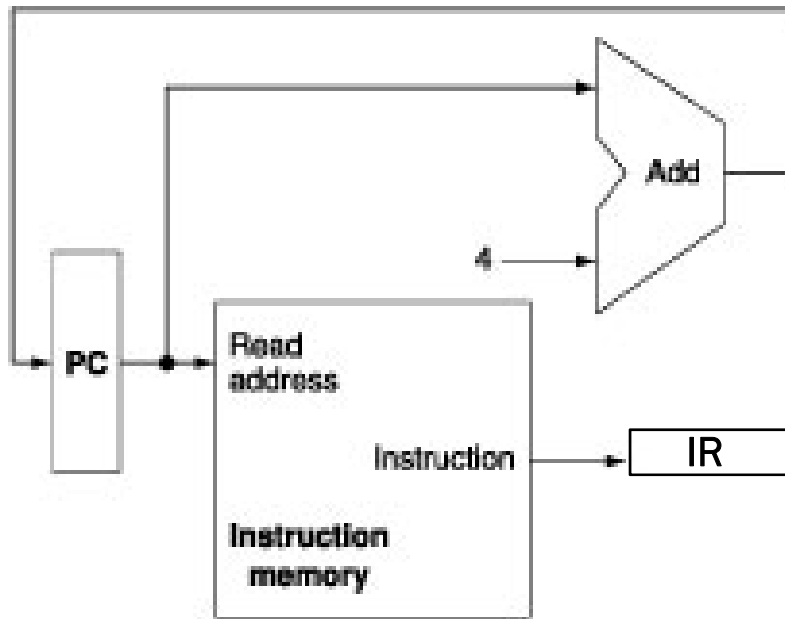 Add
4
PC
Read
address
Instruction
IR
Instruction
memory